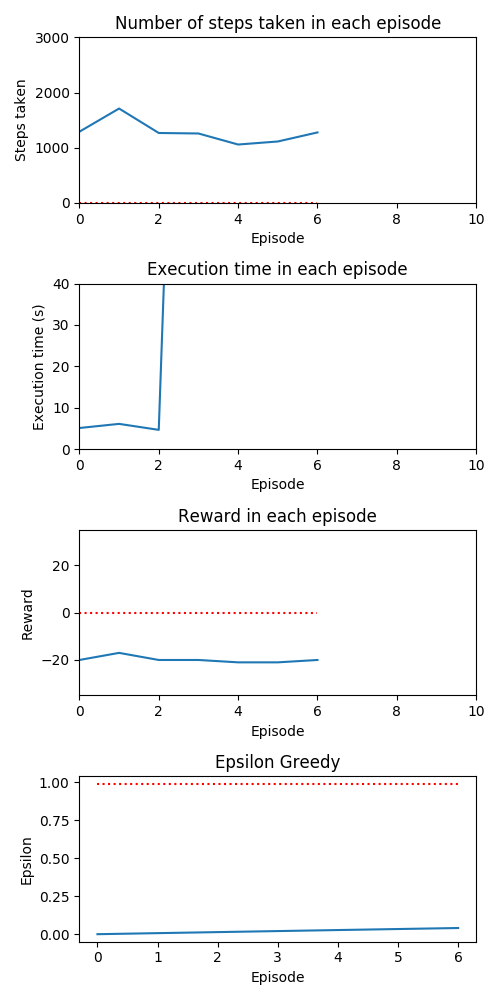 Number of steps taken in each episode
3000
2000
1000
0
Steps taken
0 2 4 6 8 10
Episode
Execution time in each episode
40
30
20
10
0
Execution time (s)
0 2 4 6 8 10
Episode
Reward in each episode
20
0
−20
Reward
0 2 4 6 8 10
Episode
Epsilon Greedy
1.00
0.75
0.50
0.25
0.00
Epsilon
0 1 2 3 4 5 6
Episode